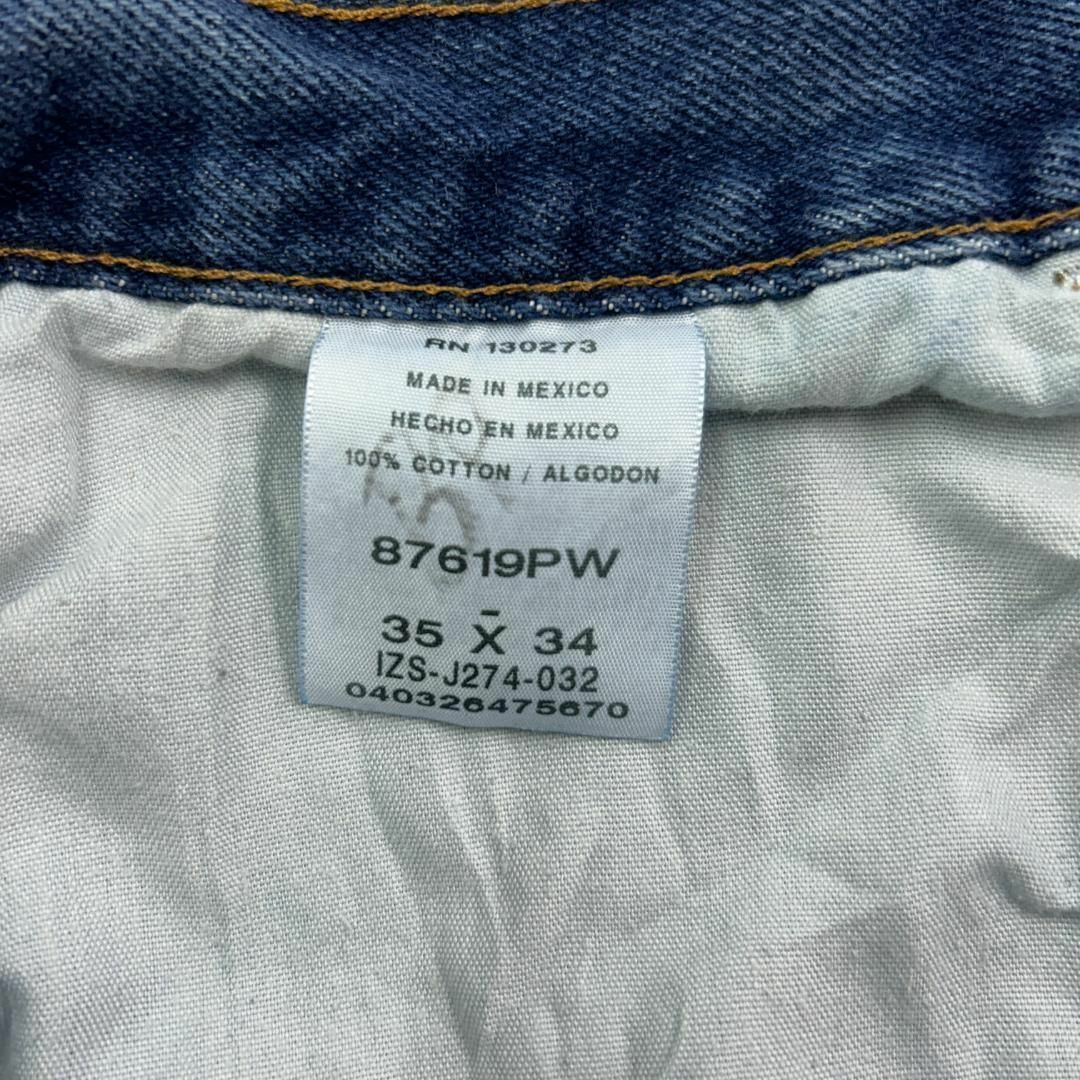 RN 130273
MADE IN MEXICO
HECHO EN MEXICO
100% COTTON / ALGODON
87619PW
-
35 X 34
IZS-J274-032
040326475670